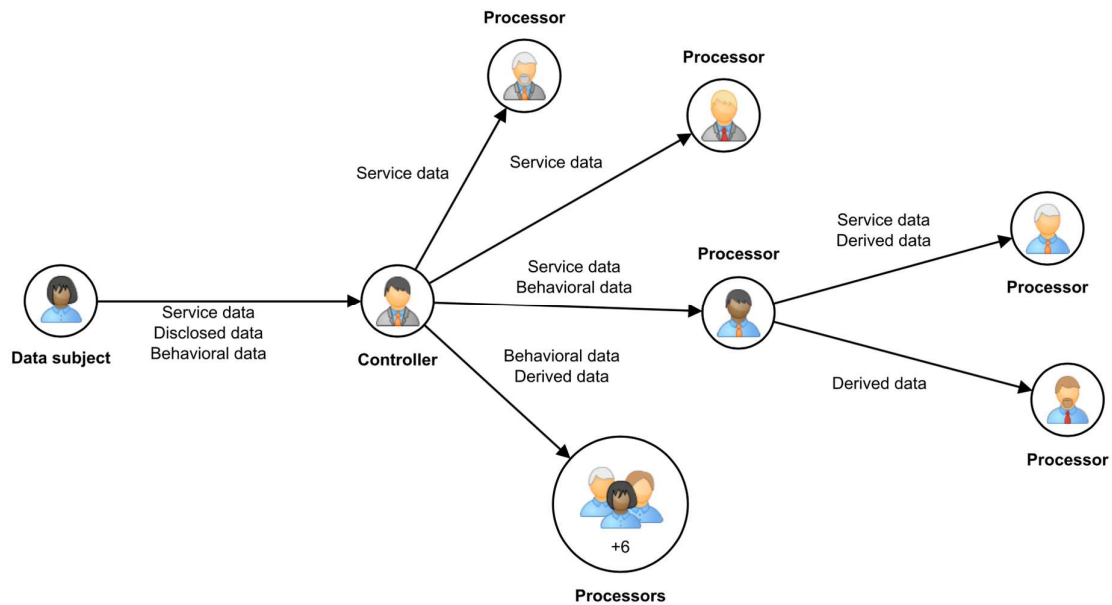 Processor
Processor
Service data
Service data
Service data
Derived data
Processor
Service data
Behavioral data
Processor
Service data
Disclosed data
Behavioral data
Data subject
Controller
Behavioral data
Derived data
Derived data
Processor
+6
Processors